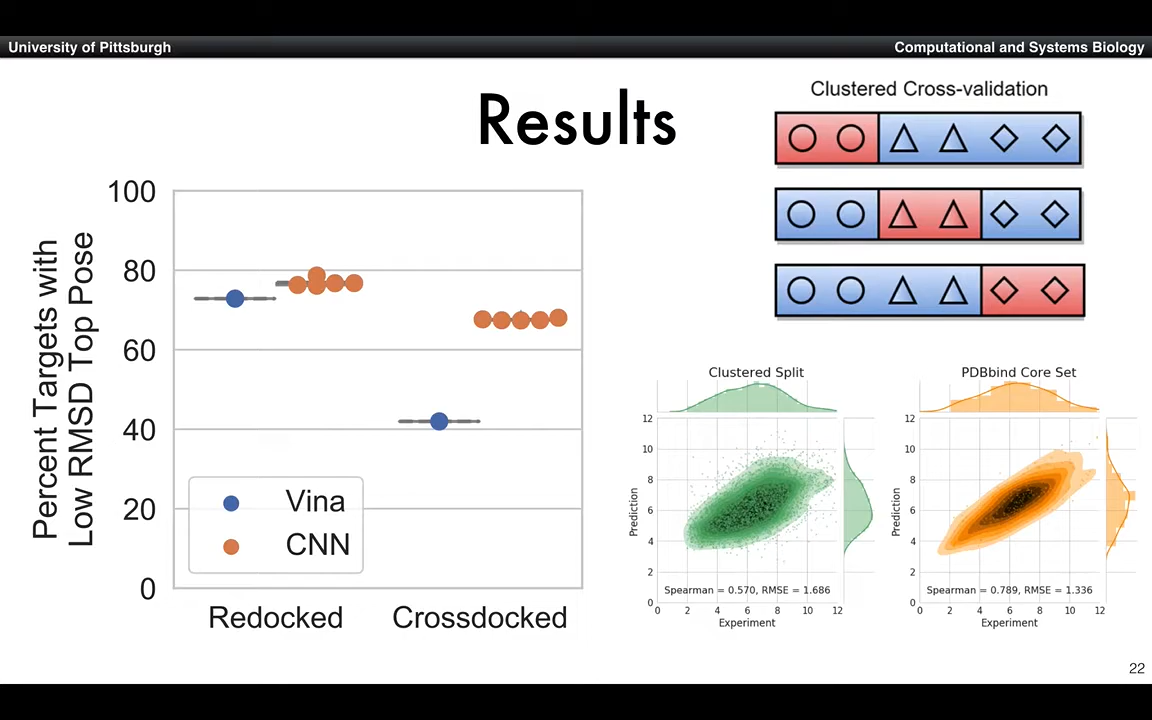 University of Pittsburgh
Computational and Systems Biology
Results
Percent Targets with
Low RMSD Top Pose
100
80
60
40
20
0
Vina
CNN
Redocked
Crossdocked
Clustered Cross-validation
Clustered Split
12
10
8
6
4
2
0
Prediction
Spearman = 0.570, RMSE = 1.686
0 2 4 6 8 10 12
Experiment
PDBbind Core Set
12
10
8
6
4
2
0
Prediction
Spearman = 0.789, RMSE = 1.336
0 2 4 6 8 10 12
Experiment
22